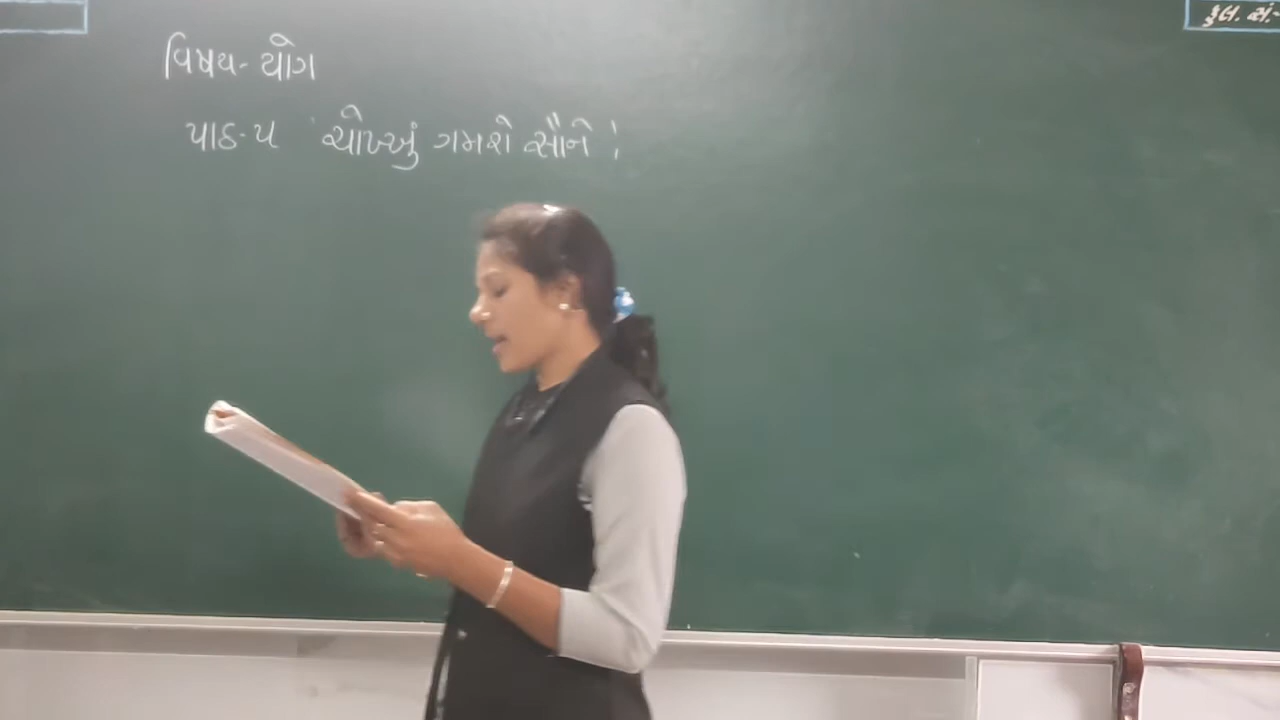 વિષય- યોગ
પાઠ-૫ 'ચોખ્ખું ગમશે સૌને !
કુલ. સં.-